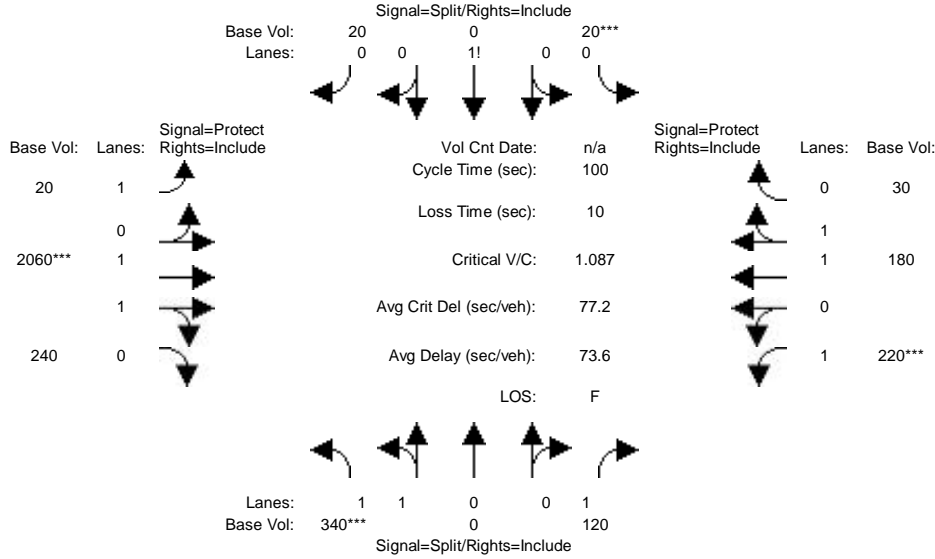 Signal=Split/Rights=Include
Base Vol: 20 0 20***
Lanes: 0 0 1! 0 0
Signal=Protect
Base Vol: Lanes: Rights=Include
Vol Cnt Date: n/a
Signal=Protect
Rights=Include Lanes: Base Vol:
Cycle Time (sec): 100
20 1
0 30
Loss Time (sec): 10
0
1
2060*** 1
Critical V/C: 1.087
1 180
1
Avg Crit Del (sec/veh): 77.2
0
240 0
Avg Delay (sec/veh): 73.6
1 220***
LOS: F
Lanes: 1 1 0 0 1
Base Vol: 340*** 0 120
Signal=Split/Rights=Include